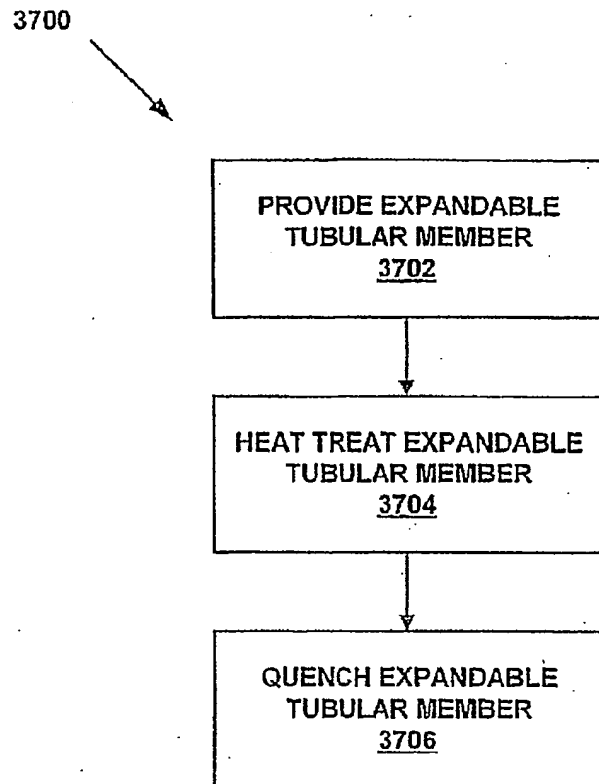 3700
PROVIDE EXPANDABLE
TUBULAR MEMBER
3702
HEAT TREAT EXPANDABLE
TUBULAR MEMBER
3704
QUENCH EXPANDABLE
TUBULAR MEMBER
3706